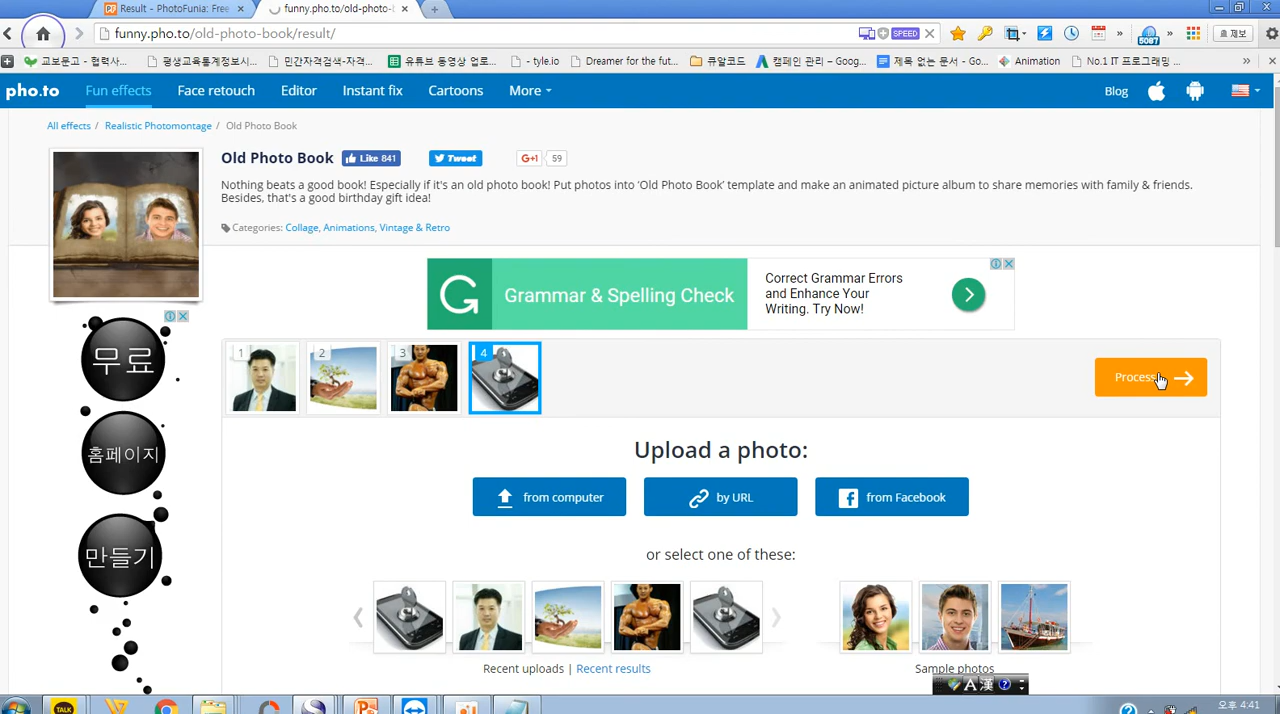 Result - PhotoFunia: Free
funny.pho.to/old-photo-b
funny.pho.to/old-photo-book/result/
SPEED
5087
제보
교보문고 - 협력사...
평생교육통계정보시...
민간자격검색-자격...
유튜브 동영상 업로...
- tyle.io
Dreamer for the fut...
큐알코드
캠페인 관리 – Goog...
제목 없는 문서 - Go...
Animation
No.1 IT 프로그래밍 ...
pho.to
Fun effects
Face retouch
Editor
Instant fix
Cartoons
More
Blog
All effects / Realistic Photomontage / Old Photo Book
Old Photo Book
Like 841
Tweet
G+1
59
Nothing beats a good book! Especially if it's an old photo book! Put photos into 'Old Photo Book' template and make an animated picture album to share memories with family & friends.
Besides, that's a good birthday gift idea!
Categories: Collage, Animations, Vintage & Retro
Grammar & Spelling Check
Correct Grammar Errors
and Enhance Your
Writing. Try Now!
무료
홈페이지
만들기
1
2
3
4
Process
Upload a photo:
from computer
by URL
from Facebook
or select one of these:
Recent uploads | Recent results
Sample photos
A漢
TALK
오후 4:41